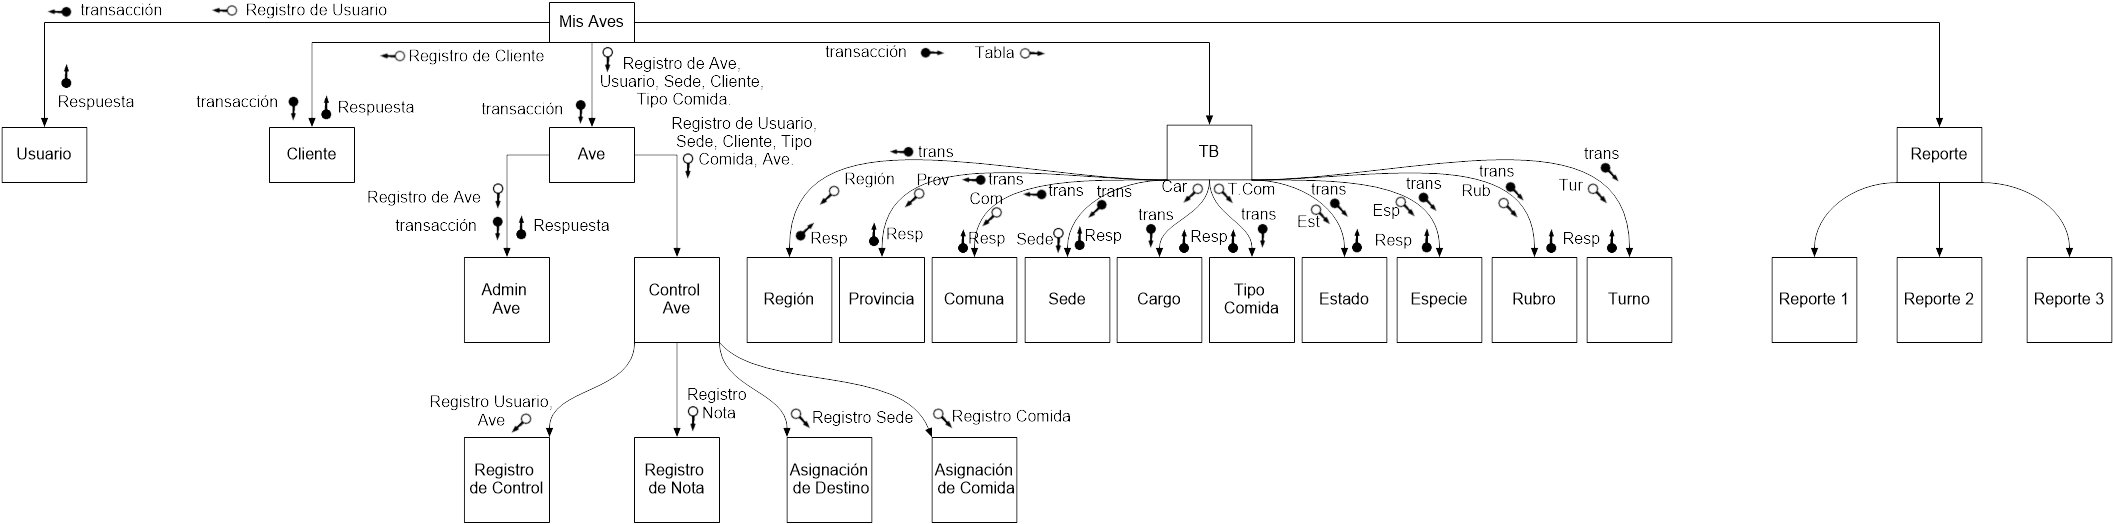 transacción
Registro de Usuario
Mis Aves
Registro de Cliente
Registro de Ave,
Usuario, Sede, Cliente,
Tipo Comida.
transacción
Tabla
Respuesta
transacción
Respuesta
transacción
Registro de Usuario,
Sede, Cliente, Tipo
Comida, Ave.
Usuario
Cliente
Ave
TB
Reporte
Registro de Ave
transacción
Respuesta
trans
Región
Prov
trans
Com
trans
trans
Car
T.Com
trans
trans
trans
Est
trans
Esp
trans
Rub
trans
Tur
Resp
Resp
Resp
Sede
Resp
Resp
Resp
Resp
Admin
Ave
Control
Ave
Región
Provincia
Comuna
Sede
Cargo
Tipo
Comida
Estado
Especie
Rubro
Turno
Reporte 1
Reporte 2
Reporte 3
Registro Usuario,
Ave
Registro
Nota
Registro Sede
Registro Comida
Registro
de Control
Registro
de Nota
Asignación
de Destino
Asignación
de Comida